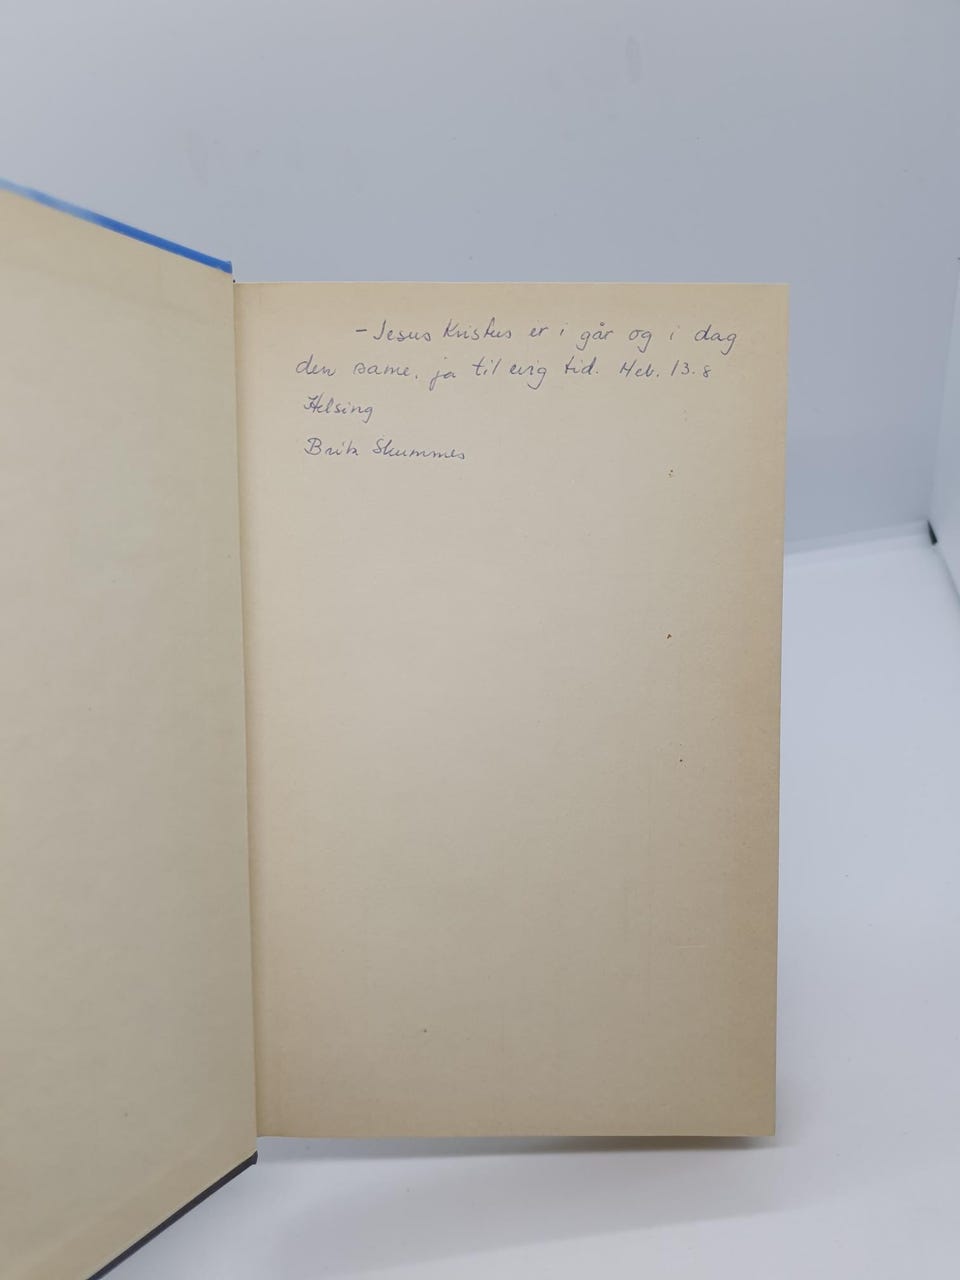 - Jesus Kristus er i går og i dag
den same, ja til evig tid. Heb. 13.8
Helsing
Brita Skummes